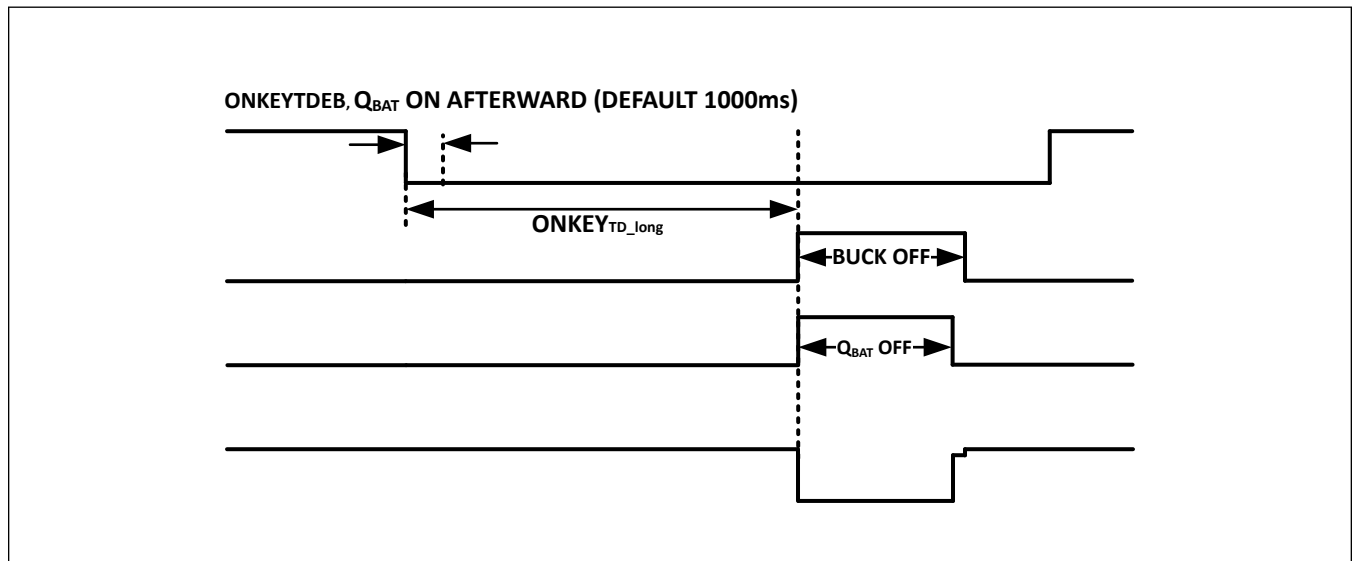 ONKEYTDEB, QBAT ON AFTERWARD (DEFAULT 1000ms)
ONKEYTD_long
BUCK OFF
QBAT OFF